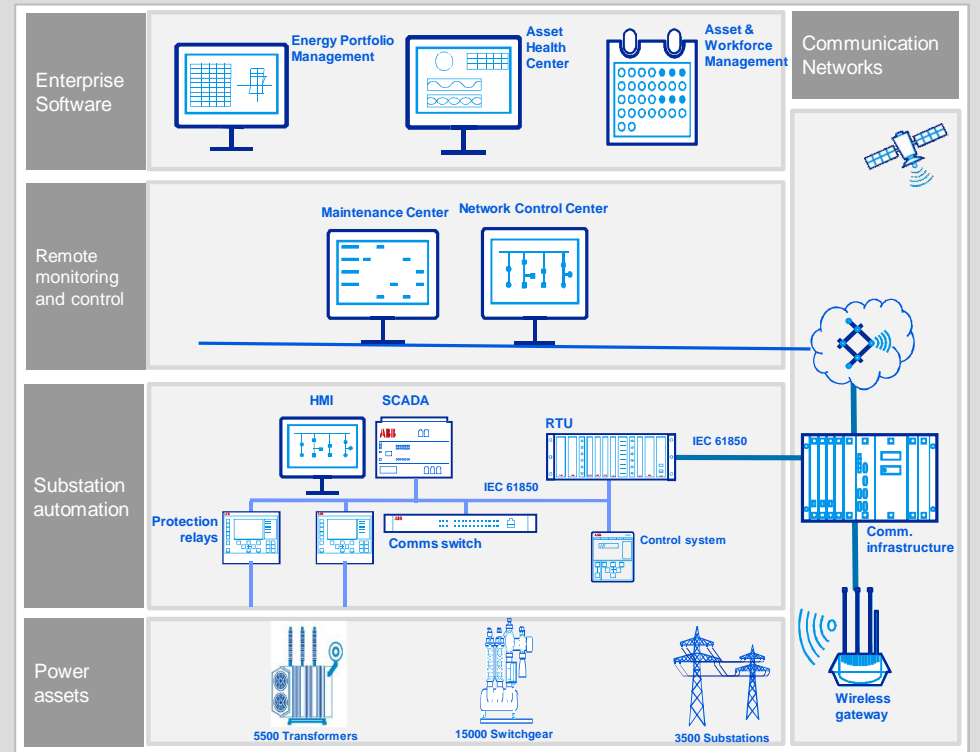 Enterprise
Software
Energy Portfolio
Management
Asset
Health
Center
Asset &
Workforce
Management
Communication
Networks
Remote
monitoring
and control
Maintenance Center
Network Control Center
Substation
automation
HMI
SCADA
ABB
RTU
IEC 61850
IEC 61850
Protection
relays
ABB
Comms switch
Control system
Comm.
infrastructure
Power
assets
5500 Transformers
15000 Switchgear
3500 Substations
Wireless
gateway